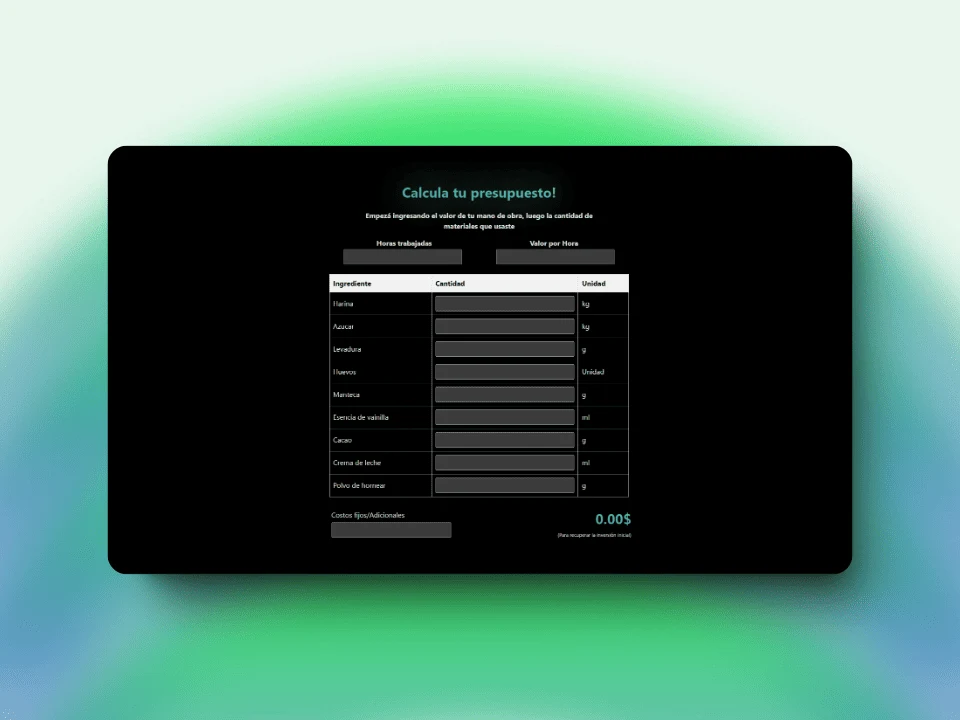 Calcula tu presupuesto!
Empezá ingresando el valor de tu mano de obra, luego la cantidad de
materiales que usaste
Horas trabajadas Valor por Hora
Ingrediente Cantidad Unidad
Harina kg
Azucar kg
Levadura g
Huevos Unidad
Manteca g
Esencia de vainilla ml
Cacao g
Crema de leche ml
Polvo de hornear g
Costos fijos/Adicionales
0.00$
(Para recuperar la inversión inicial)